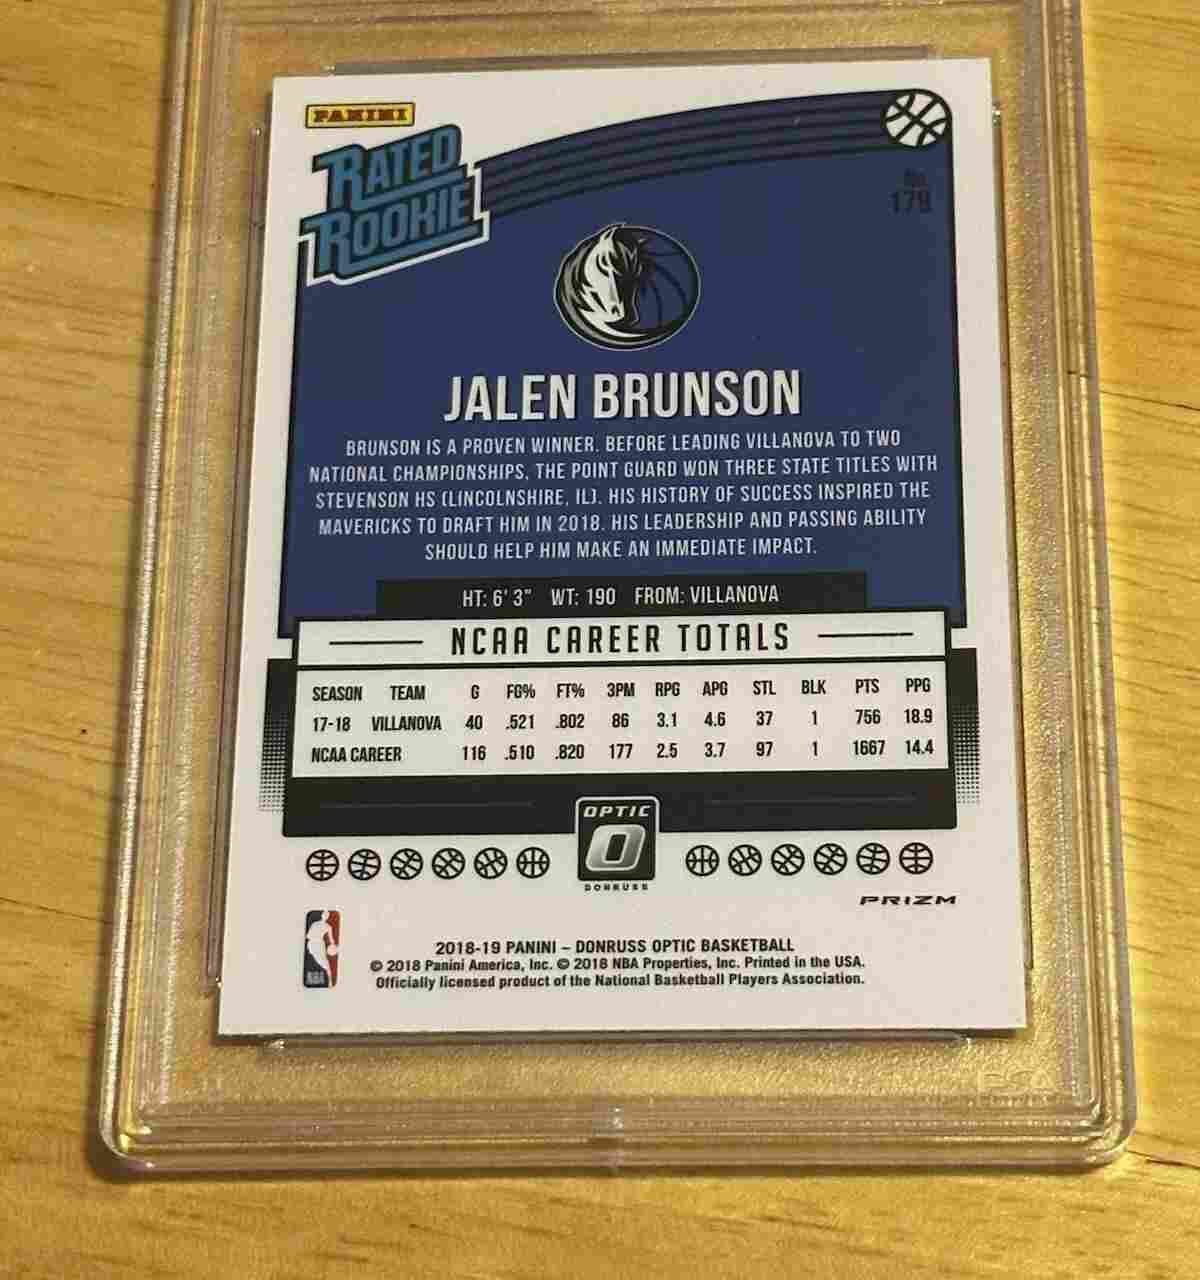 PANINI
RATED
ROOKIE
No.
179
JALEN BRUNSON
BRUNSON IS A PROVEN WINNER. BEFORE LEADING VILLANOVA TO TWO
NATIONAL CHAMPIONSHIPS, THE POINT GUARD WON THREE STATE TITLES WITH
STEVENSON HS (LINCOLNSHIRE, IL). HIS HISTORY OF SUCCESS INSPIRED THE
MAVERICKS TO DRAFT HIM IN 2018. HIS LEADERSHIP AND PASSING ABILITY
SHOULD HELP HIM MAKE AN IMMEDIATE IMPACT.
HT: 6' 3" WT: 190 FROM: VILLANOVA
NCAA CAREER TOTALS
SEASON TEAM G FG% FT% 3PM RPG APG STL BLK PTS PPG
17-18 VILLANOVA 40 .521 .802 86 3.1 4.6 37 1 756 18.9
NCAA CAREER 116 .510 .820 177 2.5 3.7 97 1 1667 14.4
OPTIC
O
DONRUSS
PRIZM
NBA
2018-19 PANINI – DONRUSS OPTIC BASKETBALL
© 2018 Panini America, Inc. © 2018 NBA Properties, Inc. Printed in the USA.
Officially licensed product of the National Basketball Players Association.
PSA